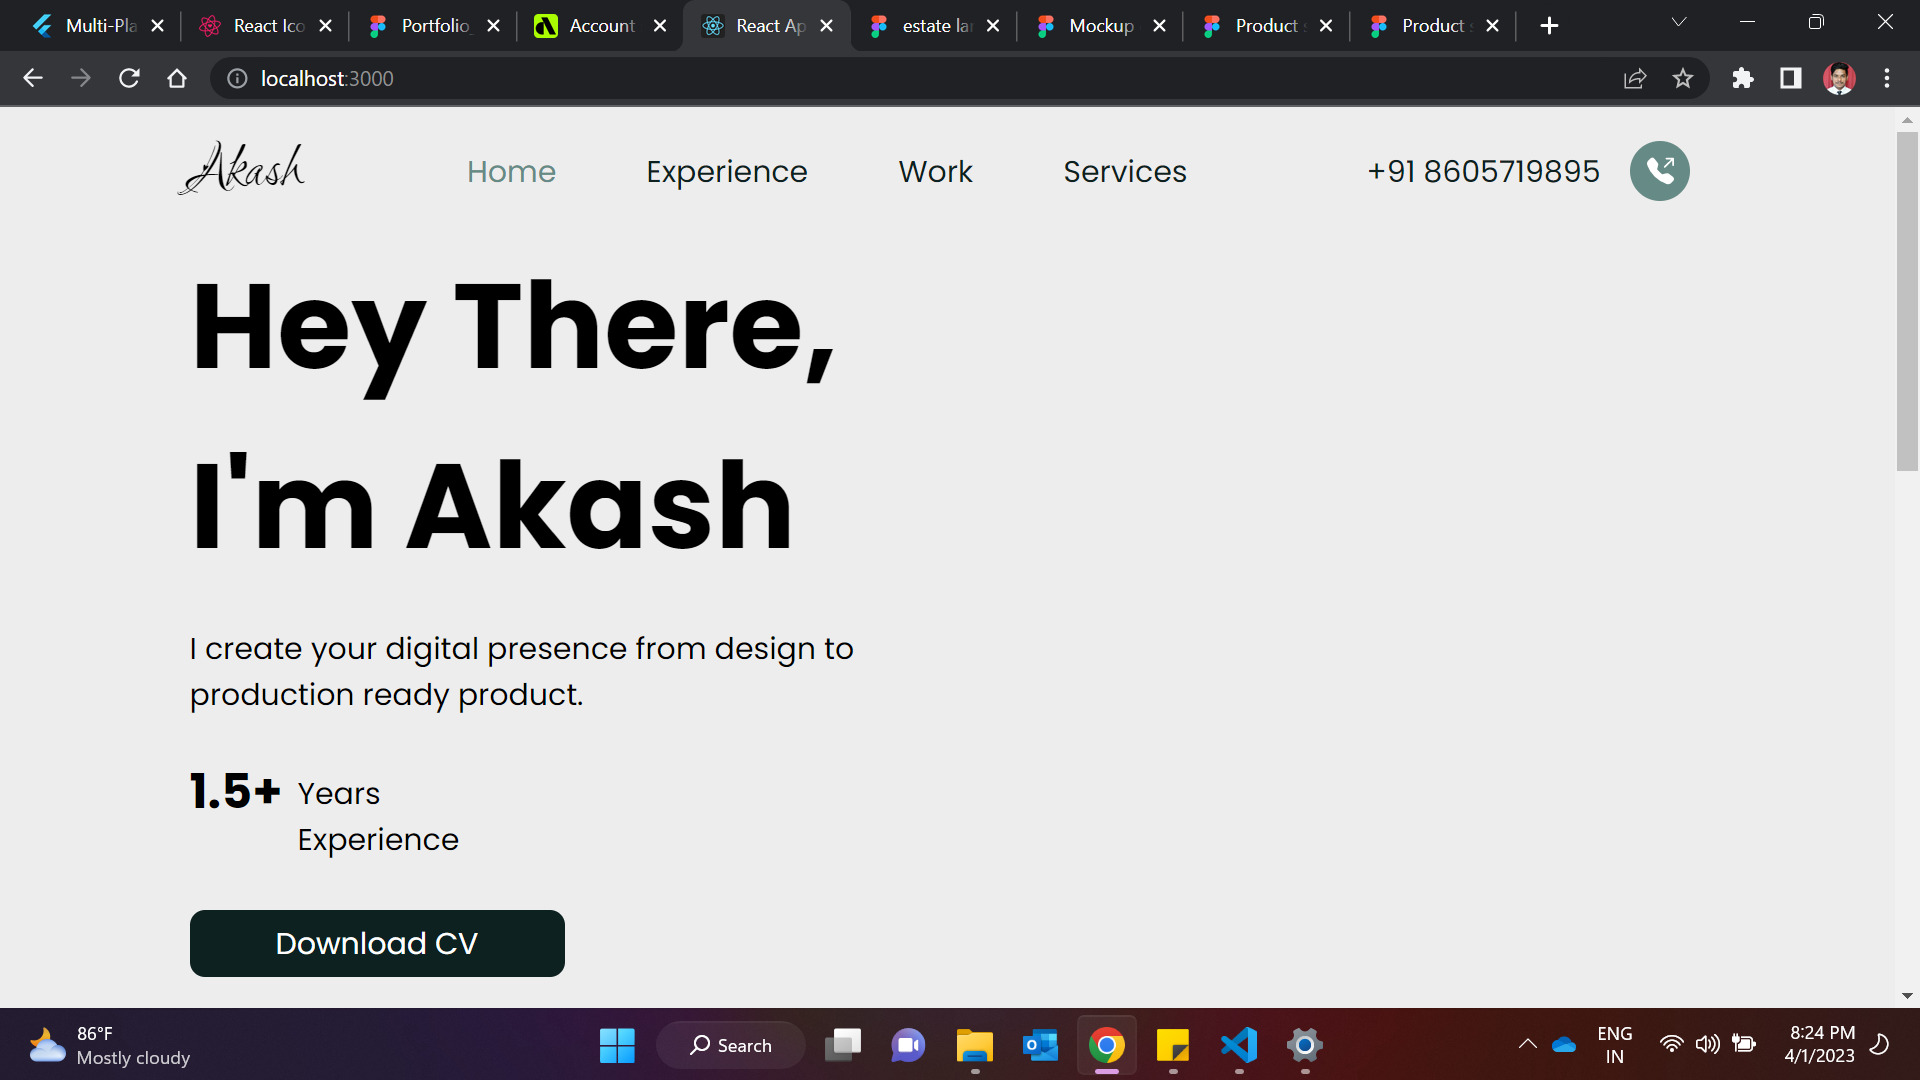 Multi-Pla
React Ico
Portfolio_
Account
React Ap
estate lar
Mockup
Product s
Product s
localhost:3000
Akash
Home
Experience
Work
Services
+91 8605719895
Hey There,
I'm Akash
I create your digital presence from design to
production ready product.
1.5+ Years
Experience
Download CV
86°F
Mostly cloudy
Search
ENG
IN
8:24 PM
4/1/2023